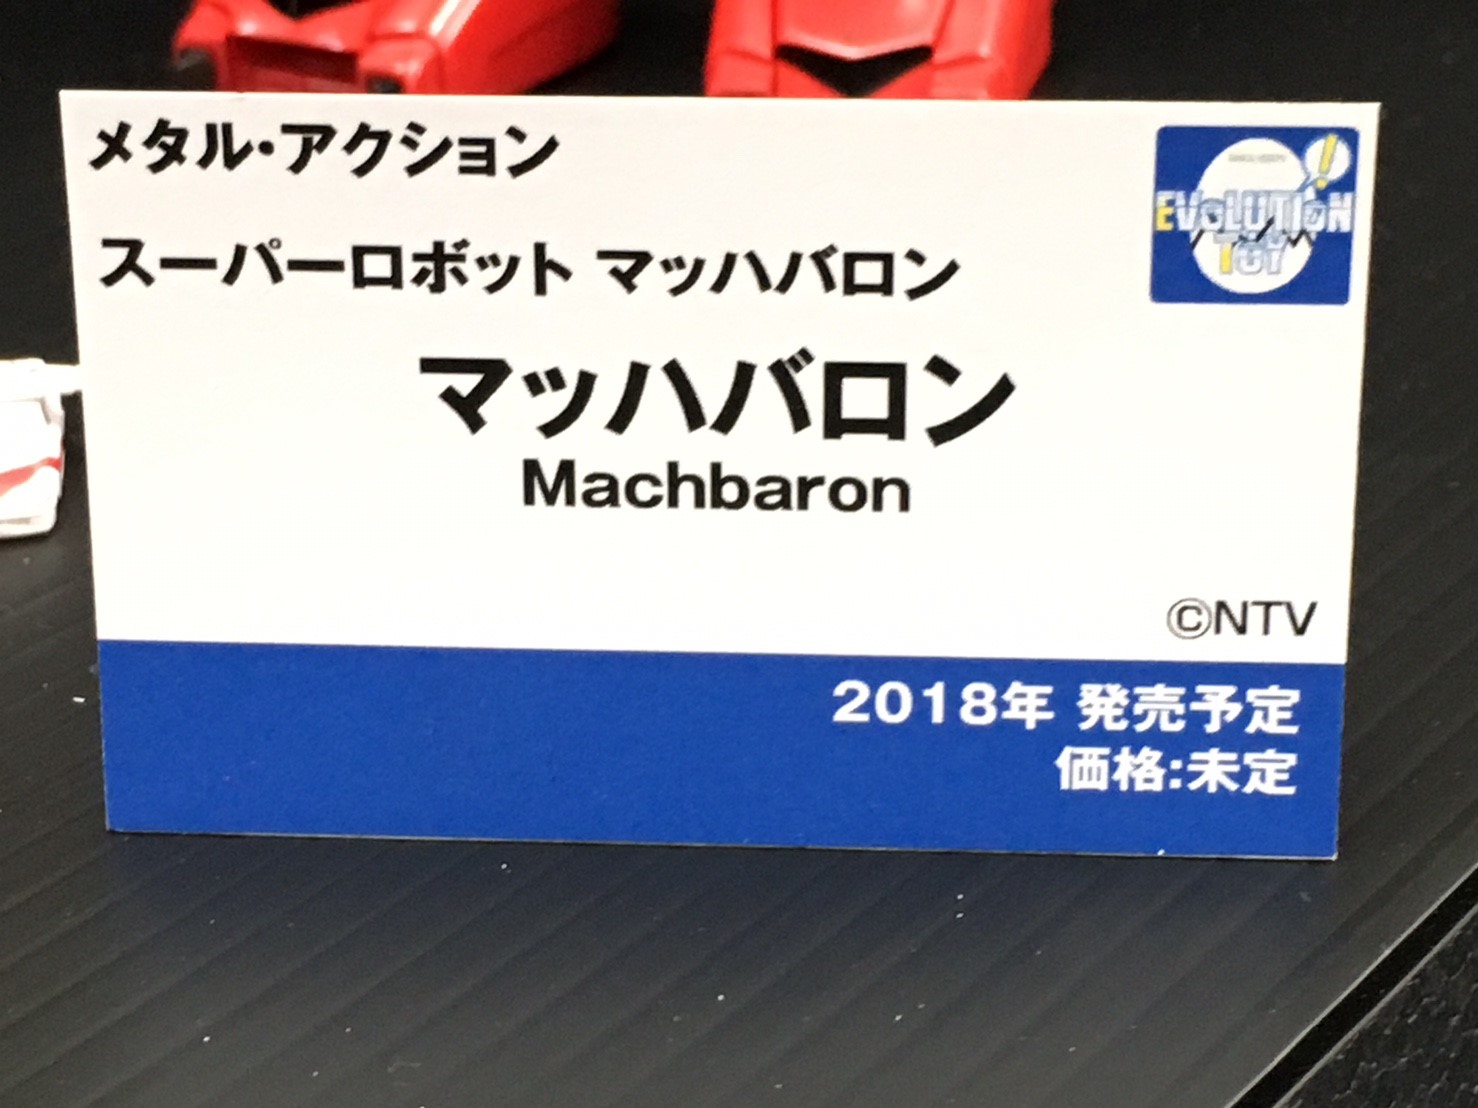 メタル・アクション
スーパーロボット マッハバロン
マッハバロン
Machbaron
©NTV
2018年 発売予定
価格:未定
EVOLUTION
TOY